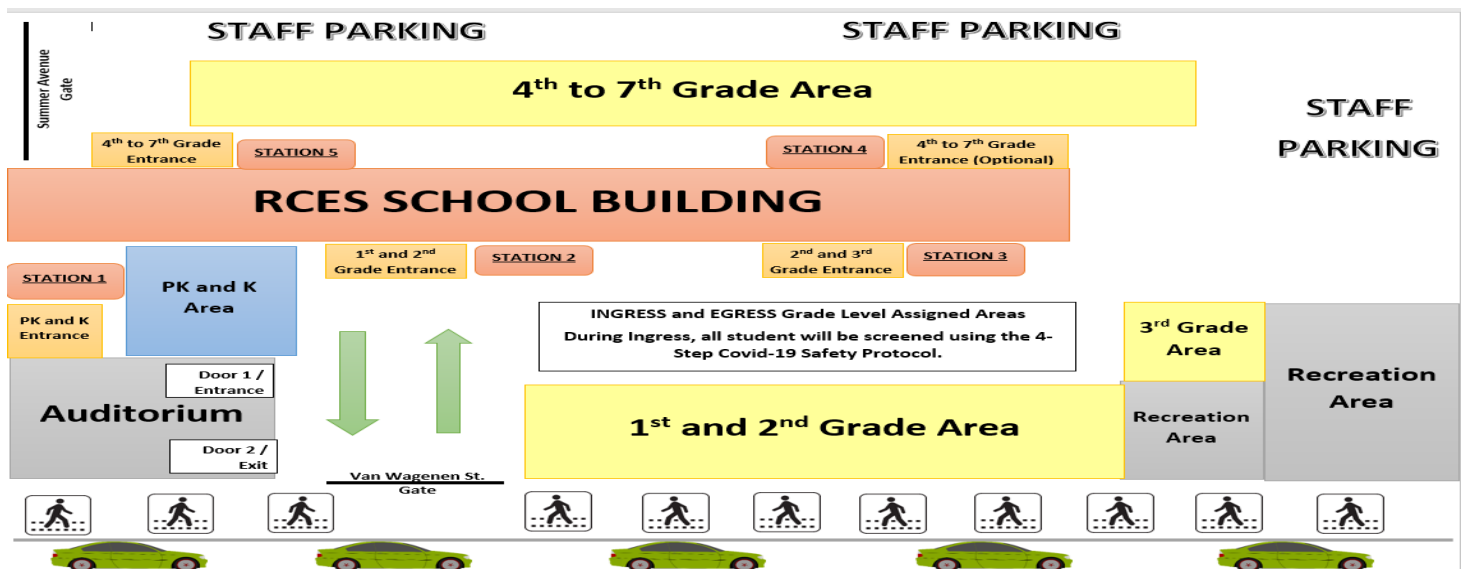 STAFF PARKING
STAFF PARKING
Summer Avenue
Gate
4th to 7th Grade Area
STAFF
PARKING
4th to 7th Grade
Entrance
STATION 5
STATION 4
4th to 7th Grade
Entrance (Optional)
RCES SCHOOL BUILDING
STATION 1
PK and K
Entrance
PK and K
Area
1st and 2nd
Grade Entrance
STATION 2
2nd and 3rd
Grade Entrance
STATION 3
INGRESS and EGRESS Grade Level Assigned Areas
During Ingress, all student will be screened using the 4-
Step Covid-19 Safety Protocol.
3rd Grade
Area
Recreation
Area
Door 1 /
Entrance
Auditorium
Door 2 /
Exit
1st and 2nd Grade Area
Recreation
Area
Van Wagenen St.
Gate